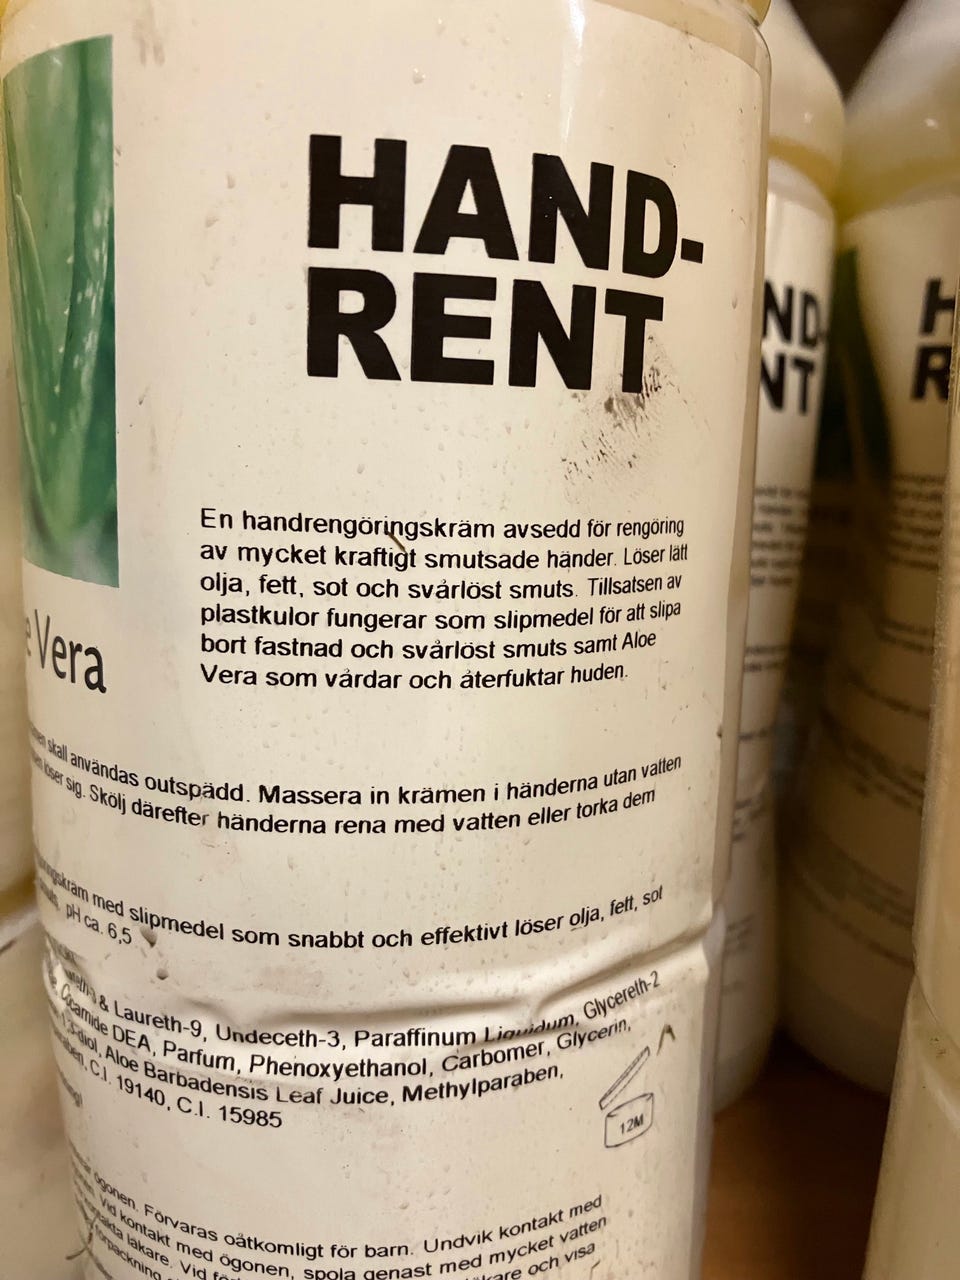 HAND-
RENT
En handrengöringskräm avsedd för rengöring
av mycket kraftigt smutsade händer. Löser lätt
olja, fett, sot och svårlöst smuts. Tillsatsen av
plastkulor fungerar som slipmedel för att slipa
bort fastnad och svårlöst smuts samt Aloe
Vera som vårdar och återfuktar huden.
Vera
skall användas outspädd. Massera in krämen i händerna utan vatten
löser sig. Skölj därefter händerna rena med vatten eller torka dem
med slipmedel som snabbt och effektivt löser olja, fett, sot
pH ca. 6,5
& Laureth-9, Undeceth-3, Paraffinum Liquidum, Glycereth-2
Cocamide DEA, Parfum, Phenoxyethanol, Carbomer, Glycerin,
Aloe Barbadensis Leaf Juice, Methylparaben,
C.I. 19140, C.I. 15985
12M
ögonen. Förvaras oåtkomligt för barn. Undvik kontakt med
Vid kontakt med ögonen, spola genast med mycket vatten
läkare. Vid
och visa
förpackning
ND-
NT
H
R